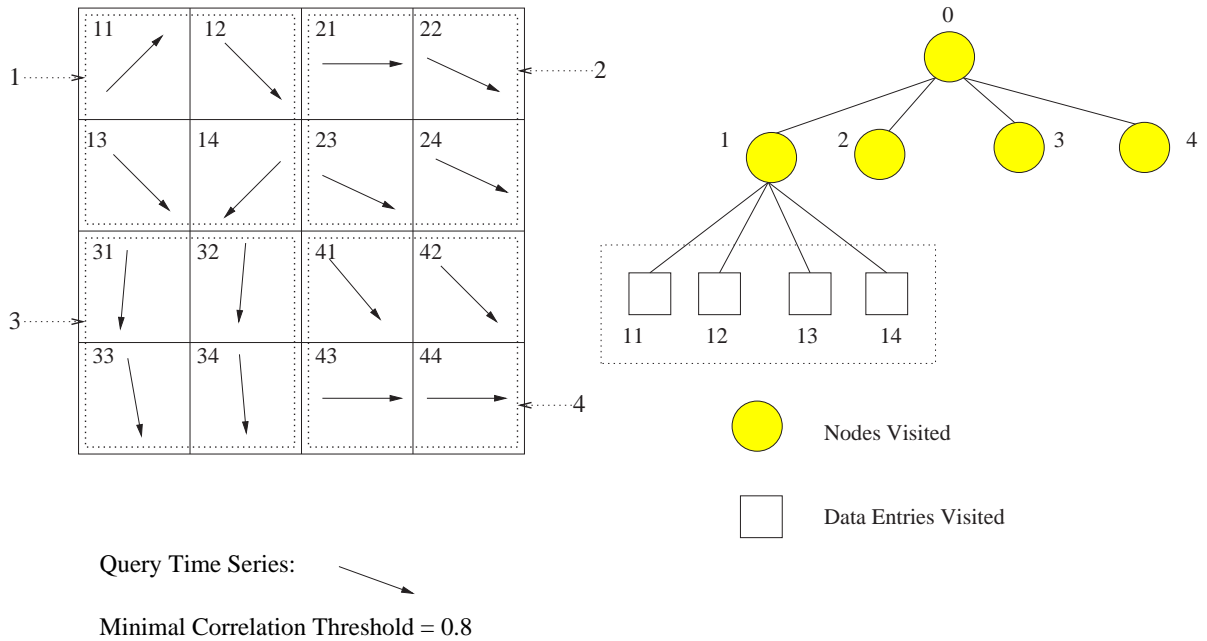 11 12 21 22
1
2
13 14 23 24
31 32 41 42
3
33 34 43 44
4
0
1 2 3 4
11 12 13 14
Nodes Visited
Data Entries Visited
Query Time Series:
Minimal Correlation Threshold = 0.8